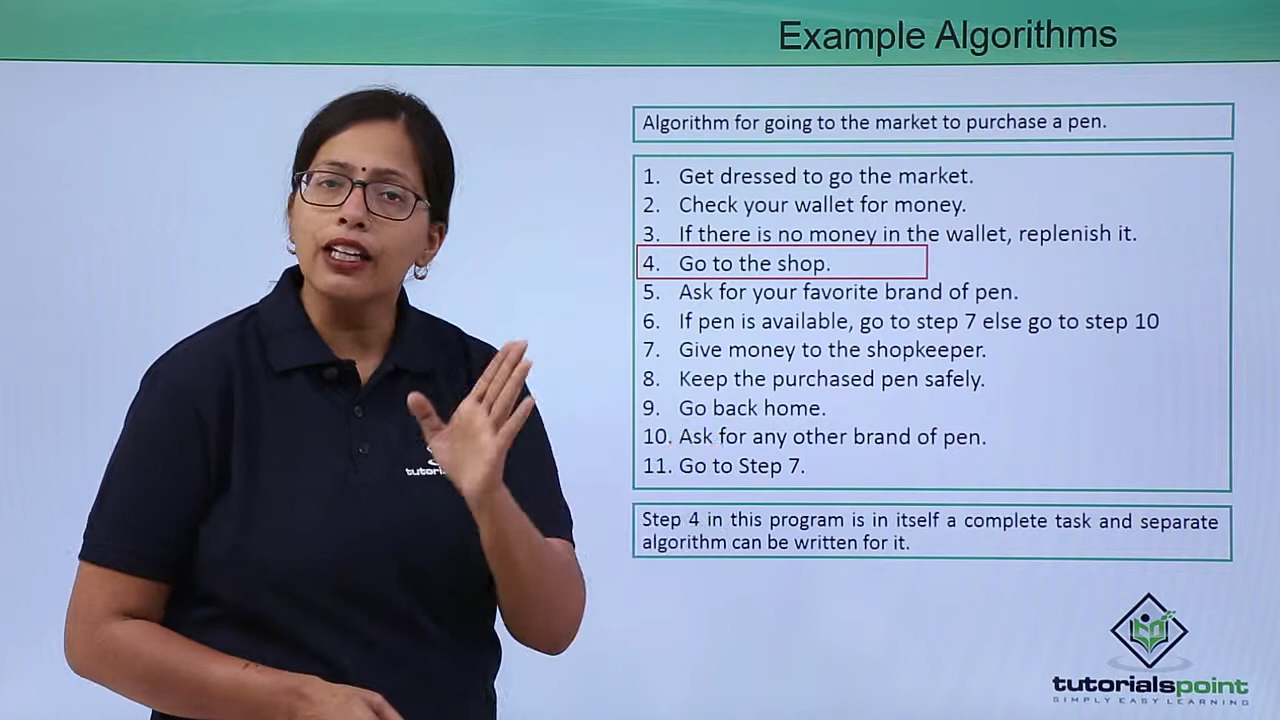 Example Algorithms
Algorithm for going to the market to purchase a pen.
1. Get dressed to go the market.
2. Check your wallet for money.
3. If there is no money in the wallet, replenish it.
4. Go to the shop.
5. Ask for your favorite brand of pen.
6. If pen is available, go to step 7 else go to step 10
7. Give money to the shopkeeper.
8. Keep the purchased pen safely.
9. Go back home.
10. Ask for any other brand of pen.
11. Go to Step 7.
Step 4 in this program is in itself a complete task and separate
algorithm can be written for it.
tutorialspoint
SIMPLY EASY LEARNING